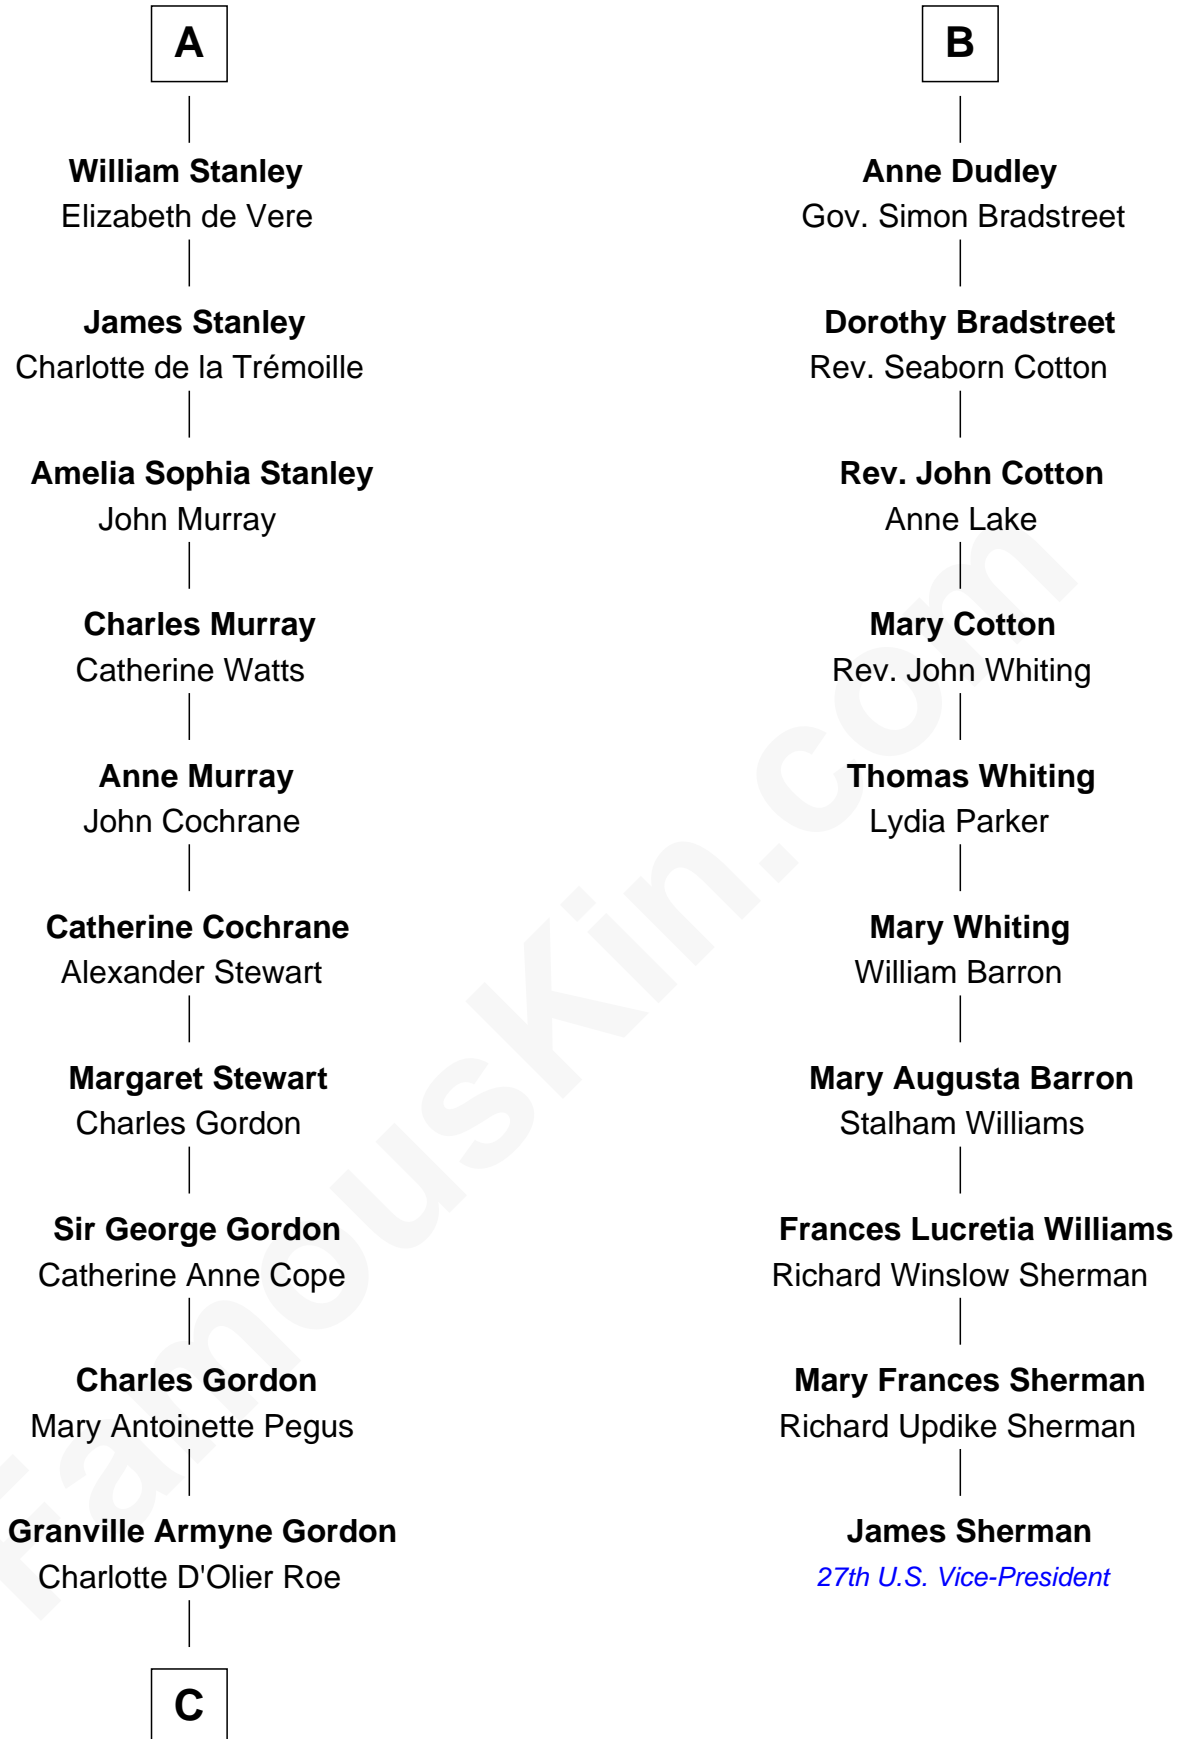 A
William Stanley
Elizabeth de Vere
James Stanley
Charlotte de la Trémoille
Amelia Sophia Stanley
John Murray
Charles Murray
Catherine Watts
Anne Murray
John Cochrane
Catherine Cochrane
Alexander Stewart
Margaret Stewart
Charles Gordon
Sir George Gordon
Catherine Anne Cope
Charles Gordon
Mary Antoinette Pegus
Granville Armyne Gordon
Charlotte D'Olier Roe
C
B
Anne Dudley
Gov. Simon Bradstreet
Dorothy Bradstreet
Rev. Seaborn Cotton
Rev. John Cotton
Anne Lake
Mary Cotton
Rev. John Whiting
Thomas Whiting
Lydia Parker
Mary Whiting
William Barron
Mary Augusta Barron
Stalham Williams
Frances Lucretia Williams
Richard Winslow Sherman
Mary Frances Sherman
Richard Updike Sherman
James Sherman
27th U.S. Vice-President
FamousKin.com